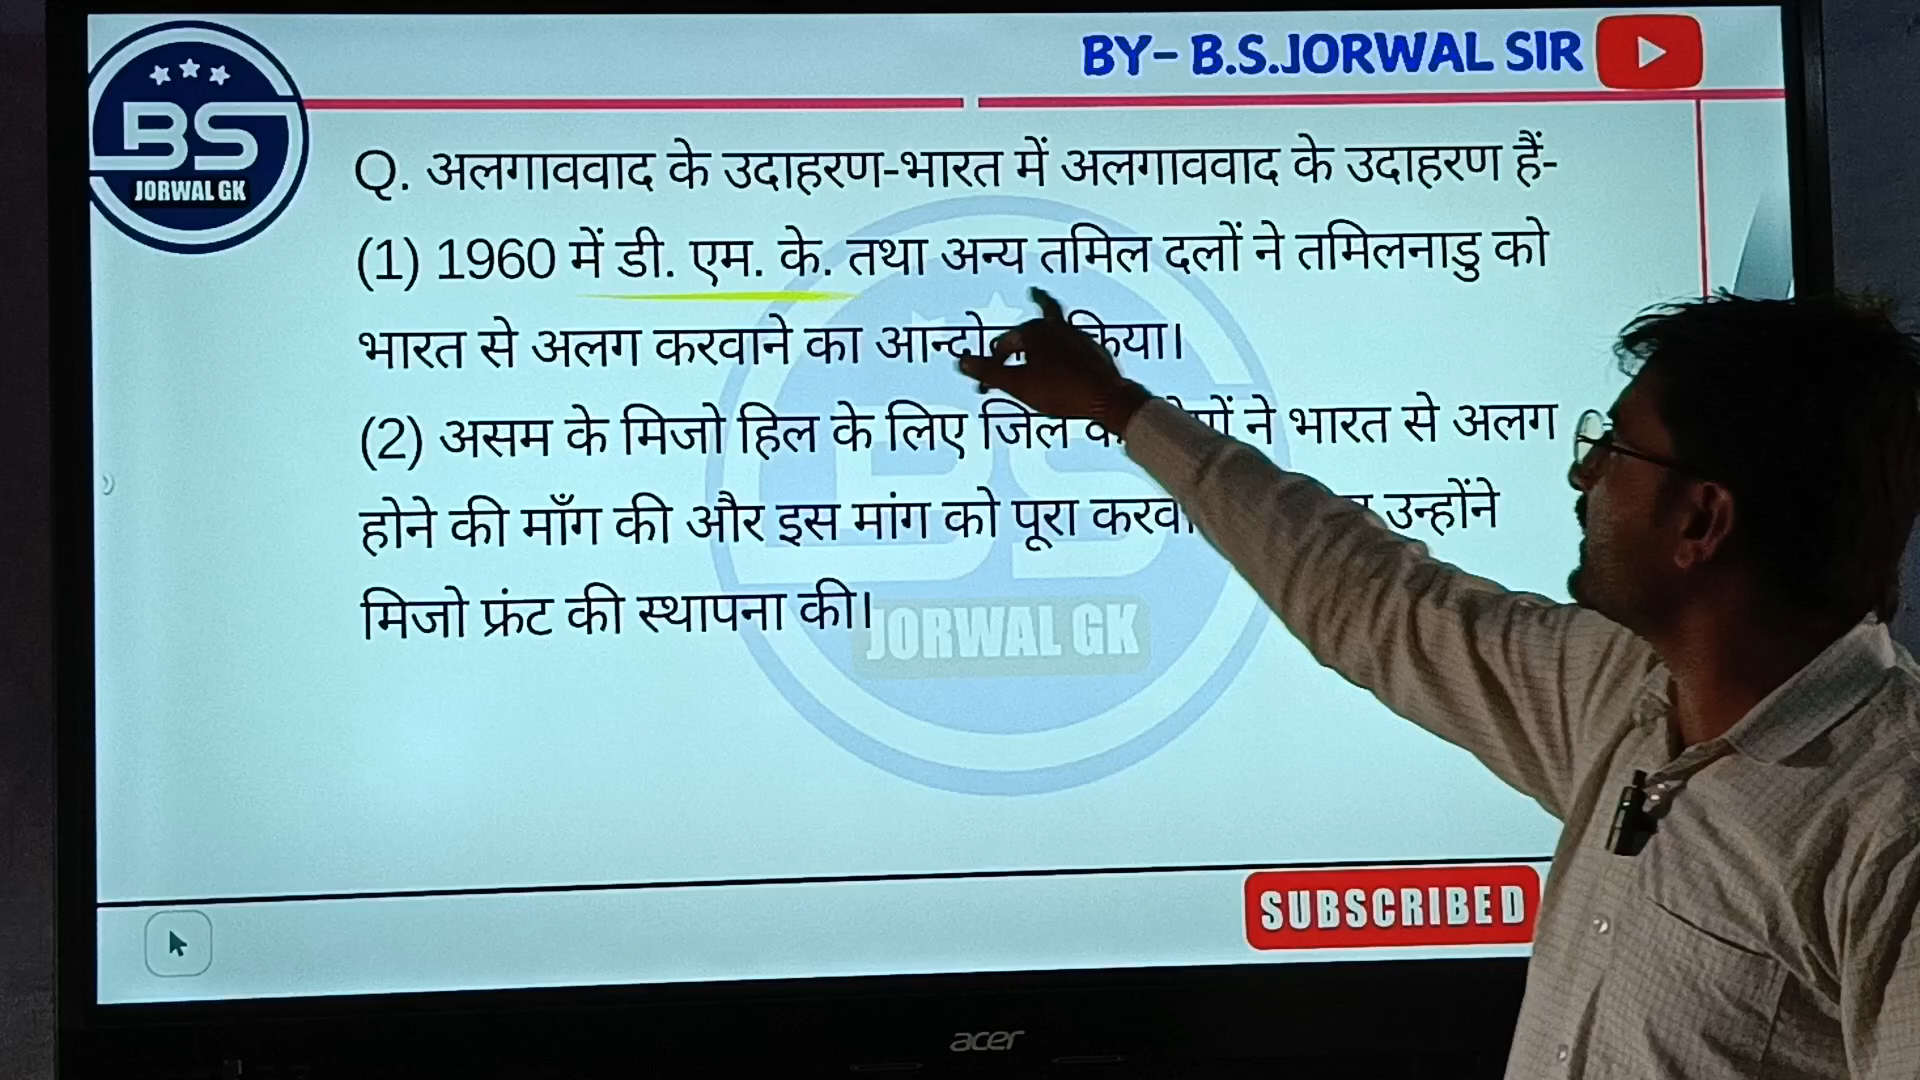 BY- B.S.JORWAL SIR
BS
JORWAL GK
Q. अलगाववाद के उदाहरण-भारत में अलगाववाद के उदाहरण हैं-
(1) 1960 में डी. एम. के. तथा अन्य तमिल दलों ने तमिलनाडु को
भारत से अलग करवाने का किया।
(2) असम के मिजो हिल के लिए जिल ने भारत से अलग
होने की माँग की और इस मांग को पूरा उन्होंने
मिजो फ्रंट की स्थापना की।
BS
JORWAL GK
SUBSCRIBED
acer